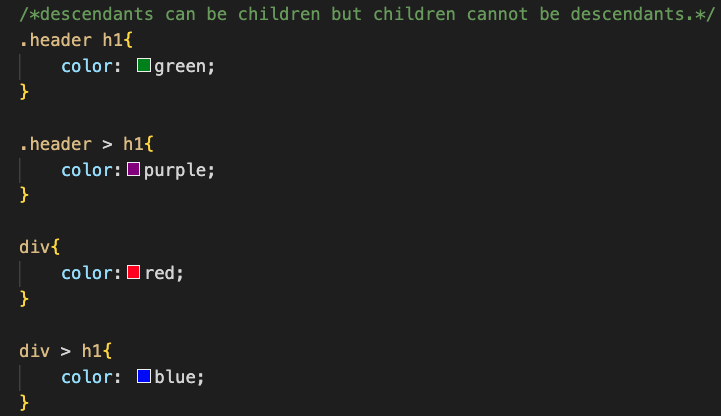 /*descendants can be children but children cannot be descendants.*/
.header h1{
    color: green;
}
.header > h1{
    color:purple;
}
div{
    color:red;
}
div > h1{
    color: blue;
}